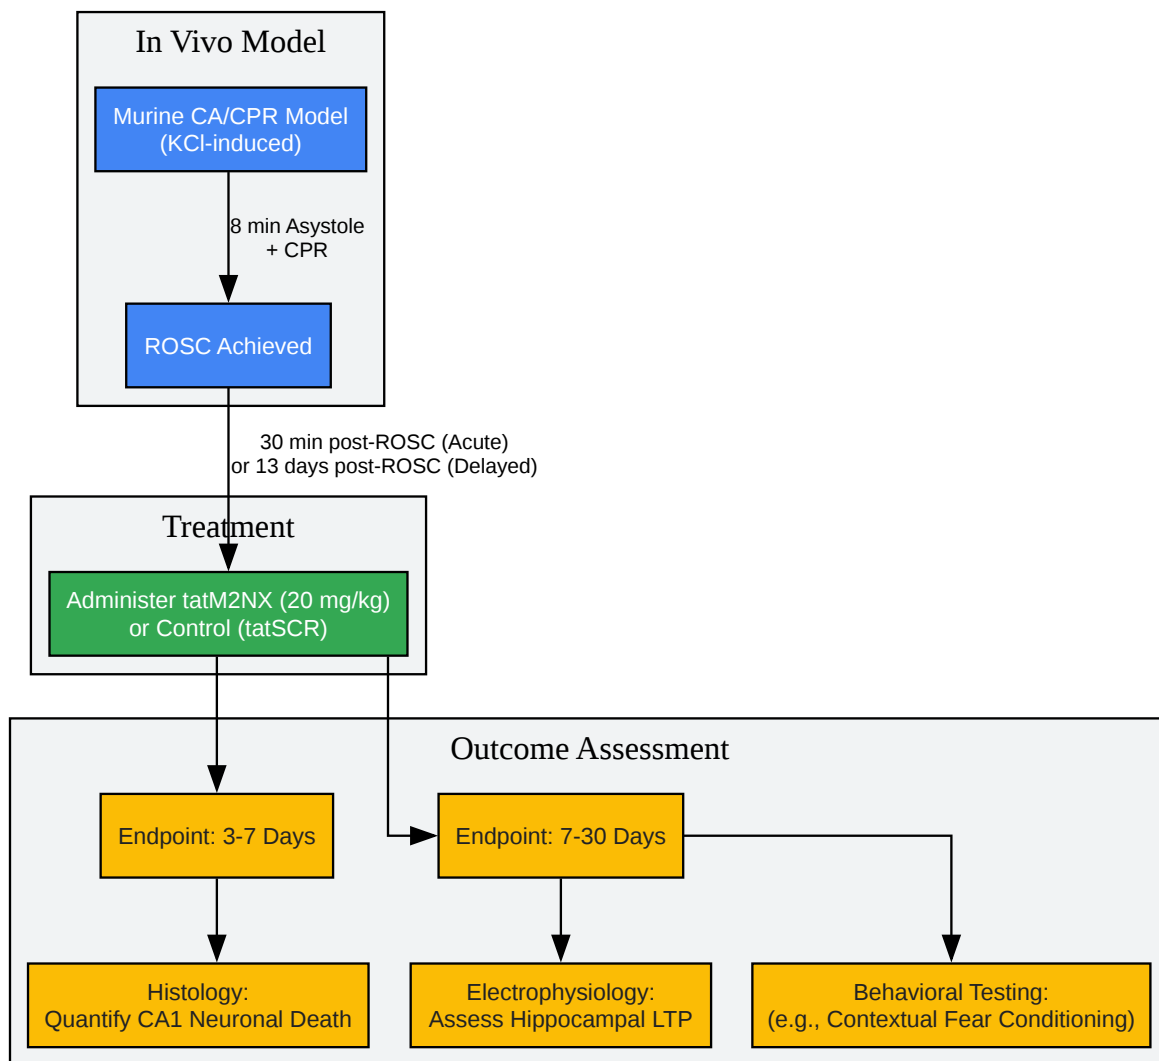 In Vivo Model
Murine CA/CPR Model
(KCl-induced)
8 min Asystole
+ CPR
ROSC Achieved
30 min post-ROSC (Acute)
or 13 days post-ROSC (Delayed)
Treatment
Administer tatM2NX (20 mg/kg)
or Control (tatSCR)
Outcome Assessment
Endpoint: 3-7 Days
Endpoint: 7-30 Days
Histology:
Quantify CA1 Neuronal Death
Electrophysiology:
Assess Hippocampal LTP
Behavioral Testing:
(e.g., Contextual Fear Conditioning)